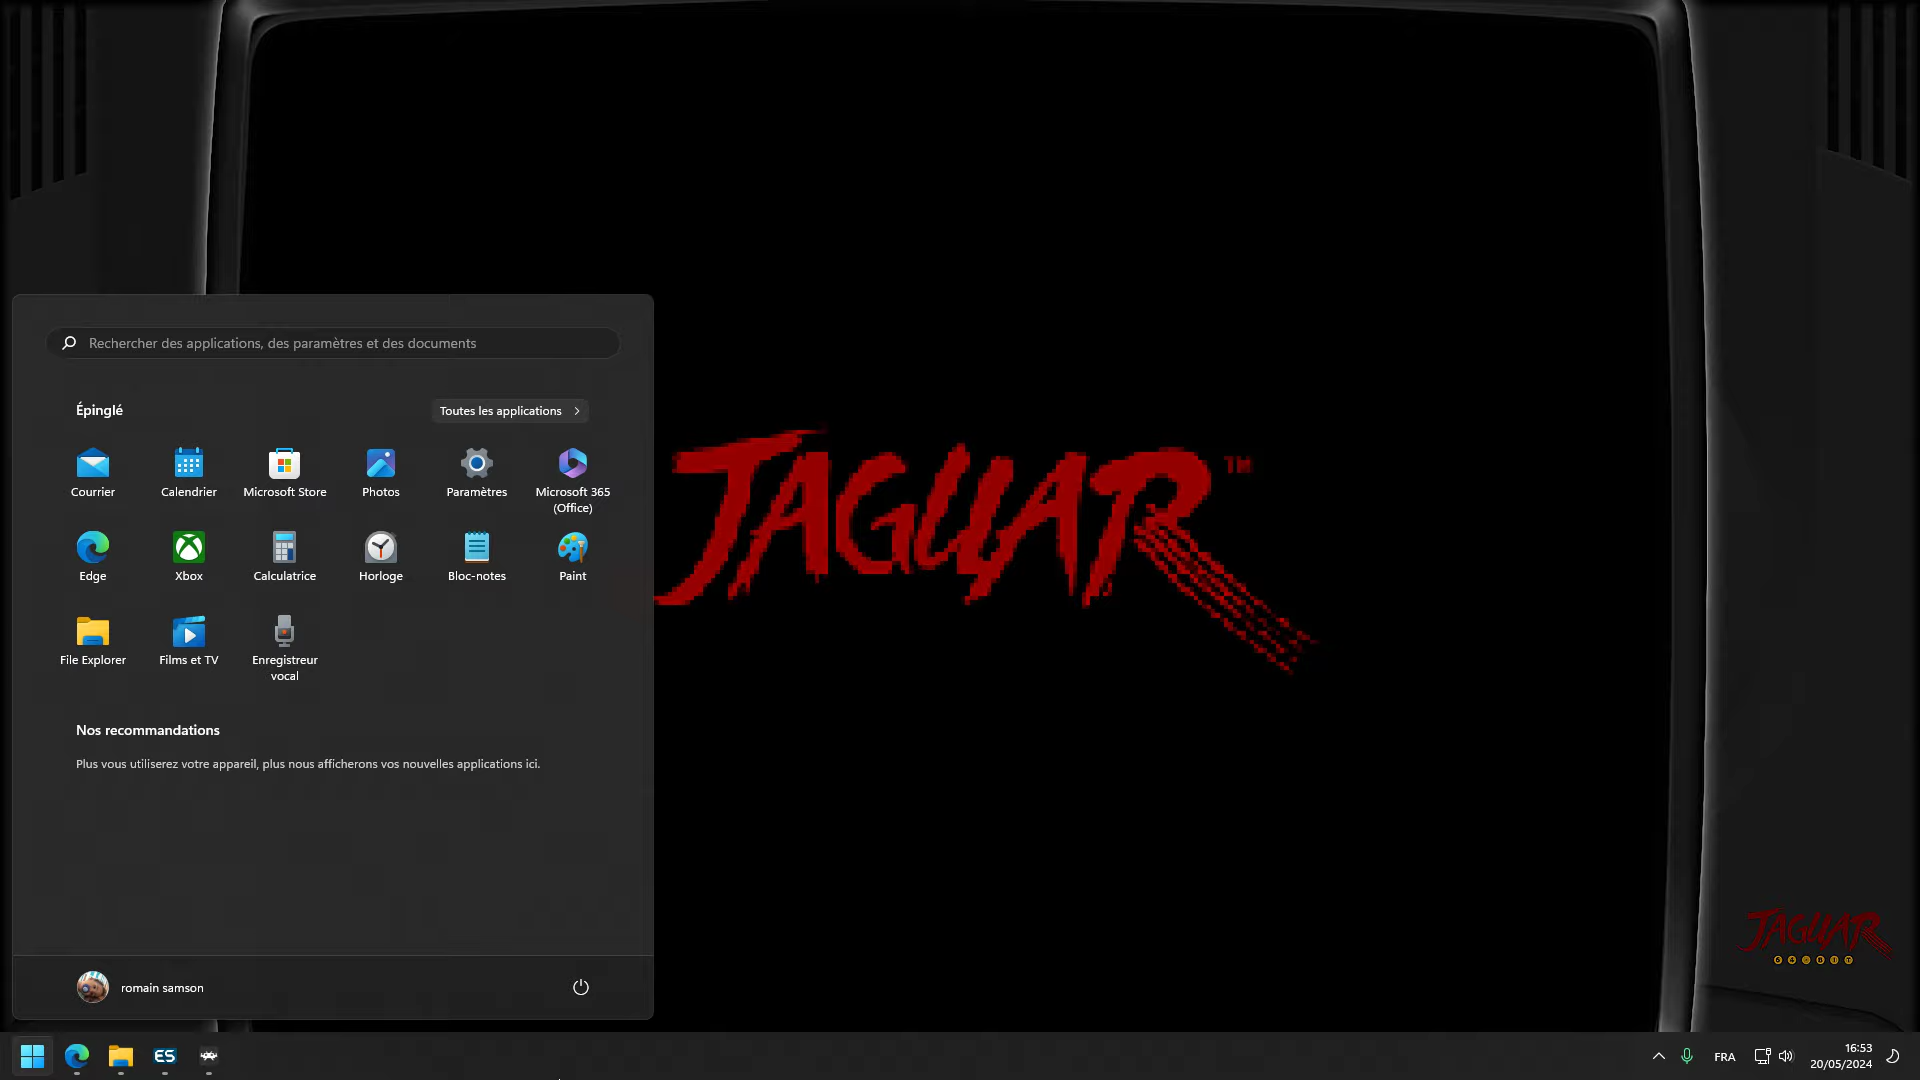 Rechercher des applications, des paramètres et des documents
Épinglé
Toutes les applications
Courrier
Calendrier
Microsoft Store
Photos
Paramètres
Microsoft 365
(Office)
Edge
Xbox
Calculatrice
Horloge
Bloc-notes
Paint
File Explorer
Films et TV
Enregistreur
vocal
Nos recommandations
Plus vous utiliserez votre appareil, plus nous afficherons vos nouvelles applications ici.
romain samson
JAGUAR TM
JAGUAR
ES
FRA
16:53
20/05/2024